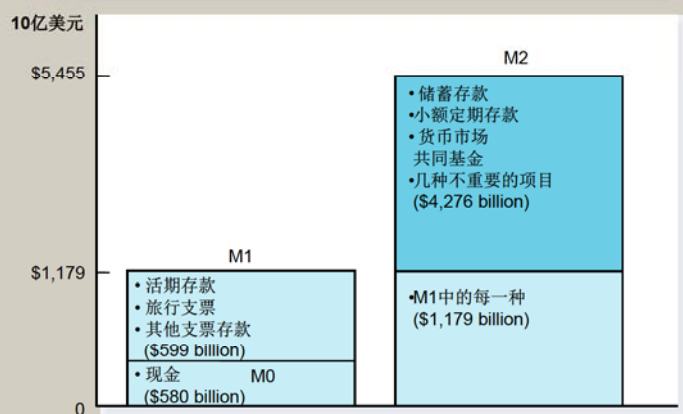 10亿美元
$5,455
$1,179
0
M1
• 活期存款
• 旅行支票
• 其他支票存款
($599 billion)
• 现金 M0
($580 billion)
M2
• 储蓄存款
•小额定期存款
• 货币市场
共同基金
•几种不重要的项目
($4,276 billion)
•M1中的每一种
($1,179 billion)